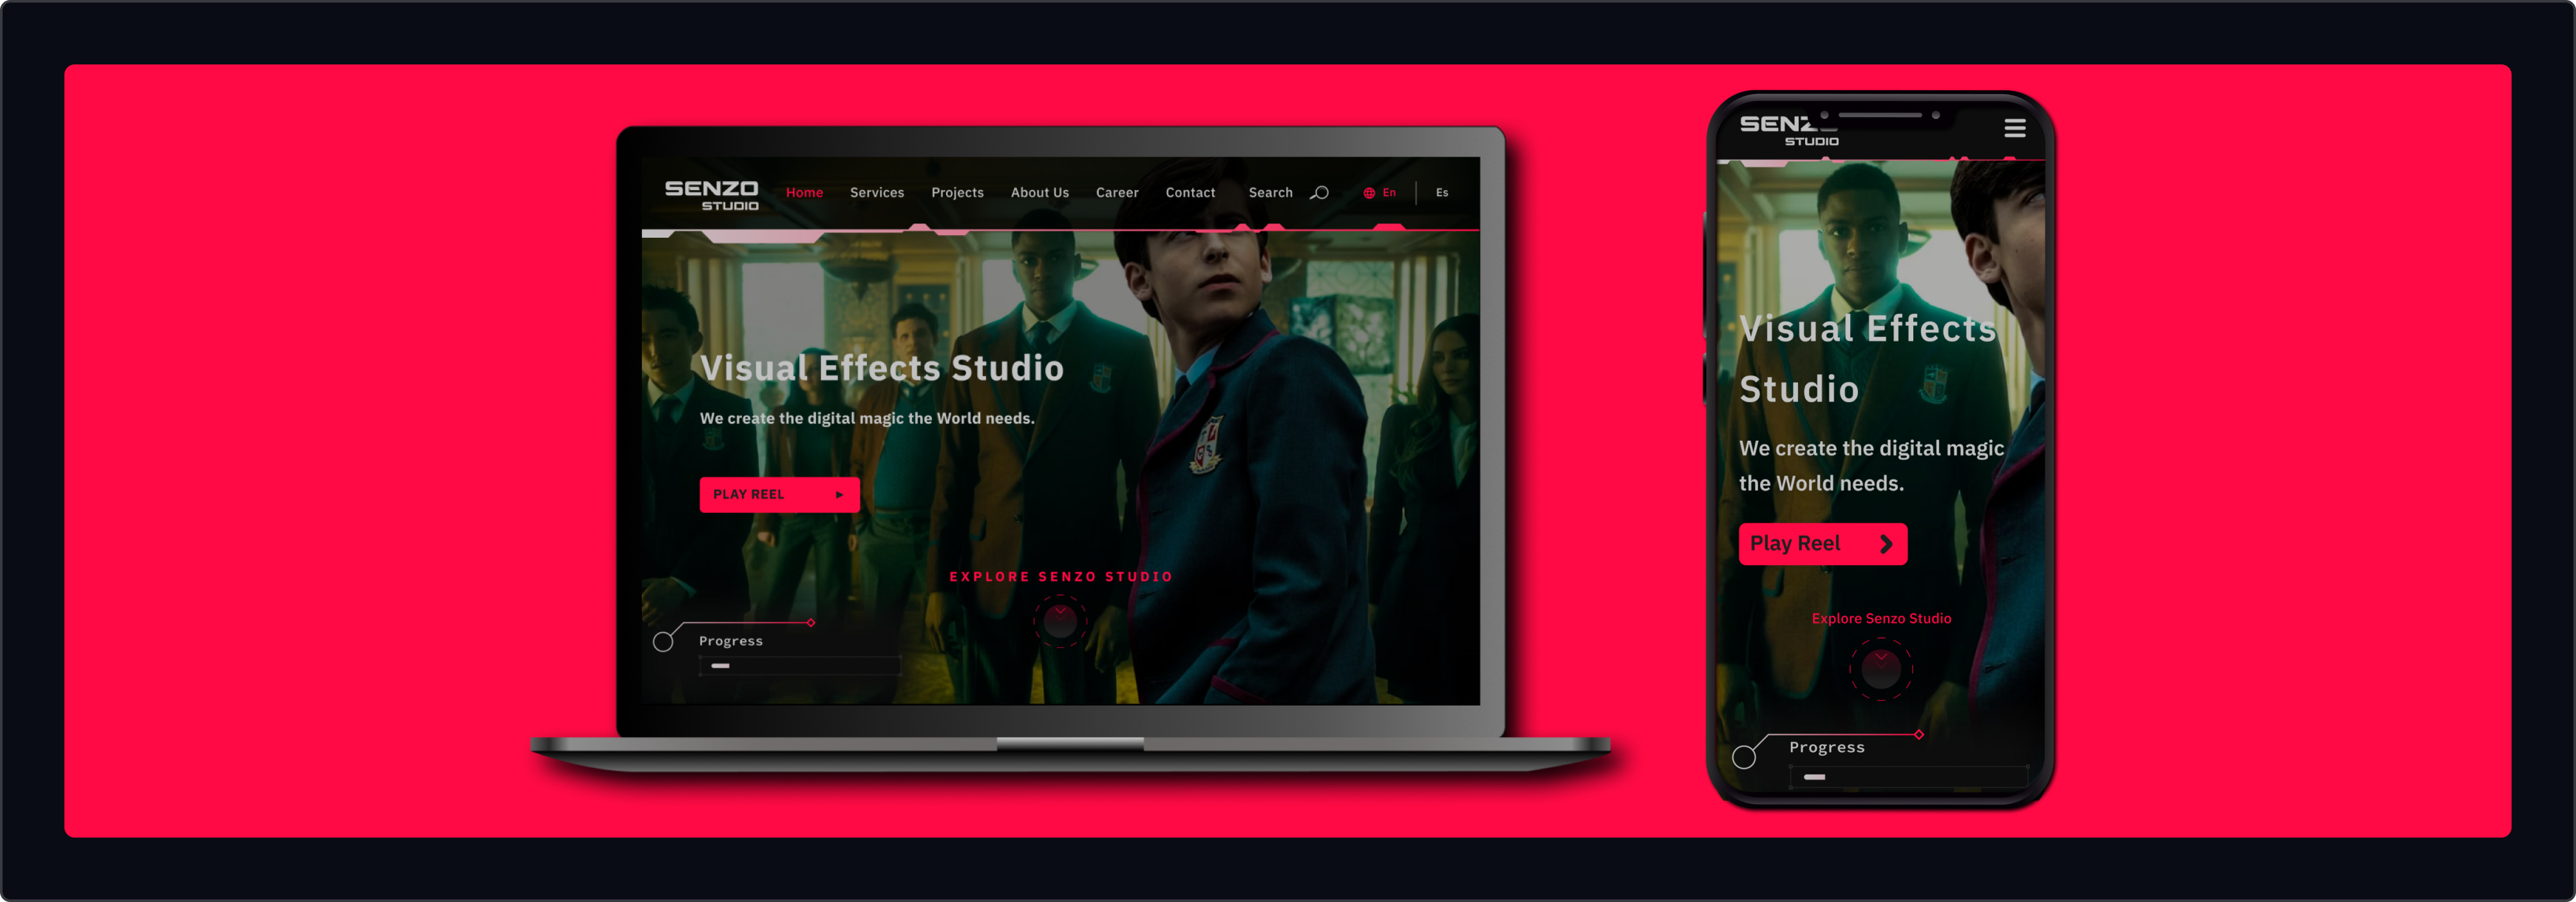 SENZO
STUDIO
Home Services Projects About Us Career Contact Search En Es
Visual Effects Studio
We create the digital magic the World needs.
PLAY REEL
EXPLORE SENZO STUDIO
Progress
STUDIO
Visual Effects
Studio
We create the digital magic
the World needs.
Play Reel
Explore Senzo Studio
Progress